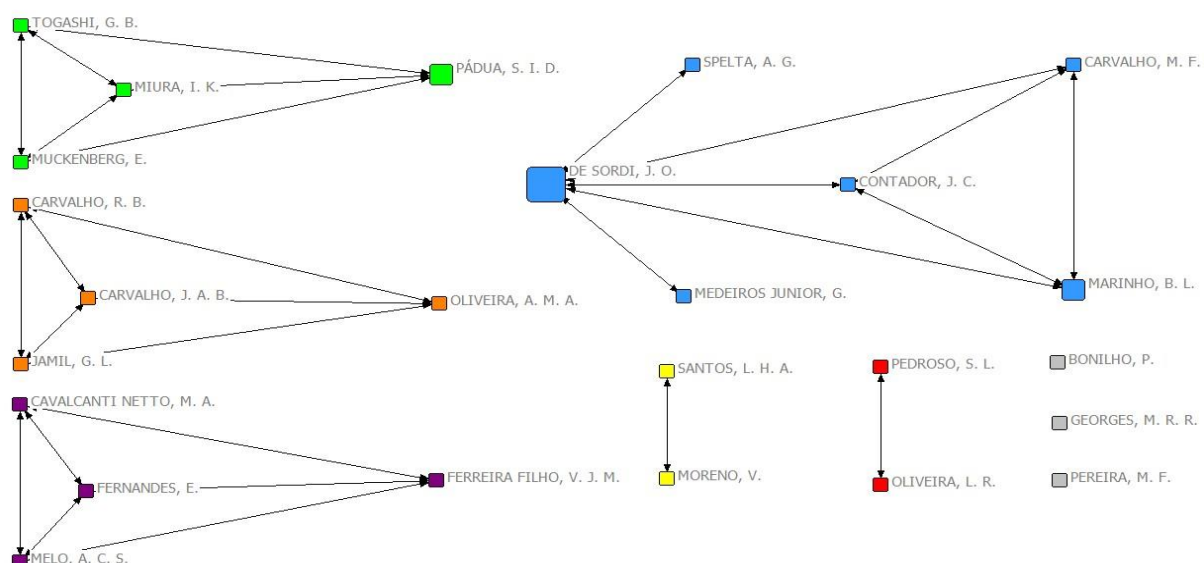 TOGASHI, G. B.
MIURA, I. K.
PÁDUA, S. I. D.
MUCKENBERG, E.
SPELTA, A. G.
CARVALHO, M. F.
DE SORDI, J. O.
CONTADOR, J. C.
MEDEIROS JUNIOR, G.
MARINHO, B. L.
CARVALHO, R. B.
CARVALHO, J. A. B.
OLIVEIRA, A. M. A.
JAMIL, G. L.
CAVALCANTI NETTO, M. A.
FERNANDES, E.
FERREIRA FILHO, V. J. M.
MELO, A. C. S.
SANTOS, L. H. A.
MORENO, V.
PEDROSO, S. L.
OLIVEIRA, L. R.
BONILHO, P.
GEORGES, M. R. R.
PEREIRA, M. F.